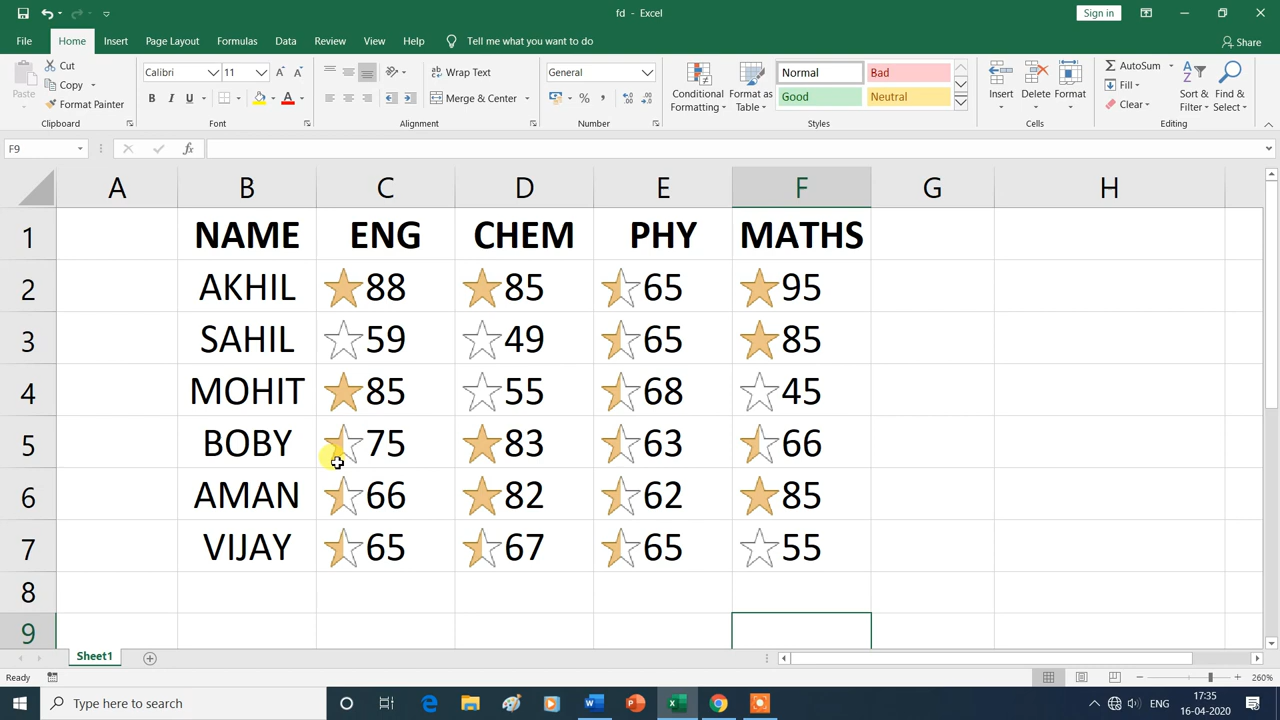 fd - Excel
Sign in
File Home Insert Page Layout Formulas Data Review View Help Tell me what you want to do Share
Paste
Cut
Copy
Format Painter
Clipboard
Calibri 11
B I U
Font
Wrap Text
Merge & Center
Alignment
General
% ,
Number
Conditional Formatting
Format as Table
Normal Bad
Good Neutral
Styles
Insert Delete Format
Cells
AutoSum
Fill
Clear
Sort & Filter
Find & Select
Editing
F9 fx
A B C D E F G H
1 NAME ENG CHEM PHY MATHS
2 AKHIL 88 85 65 95
3 SAHIL 59 49 65 85
4 MOHIT 85 55 68 45
5 BOBY 75 83 63 66
6 AMAN 66 82 62 85
7 VIJAY 65 67 65 55
8
9
Sheet1
Ready 260%
Type here to search
ENG
17:35
16-04-2020